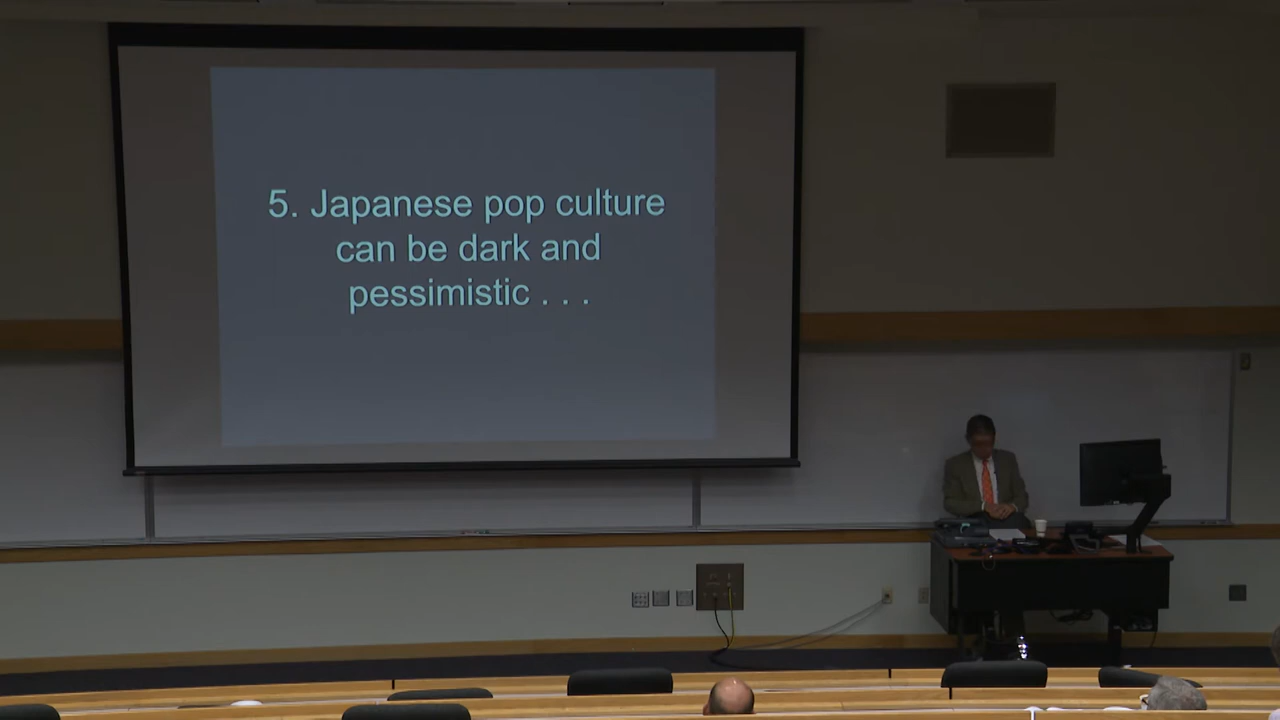 5. Japanese pop culture
can be dark and
pessimistic . . .